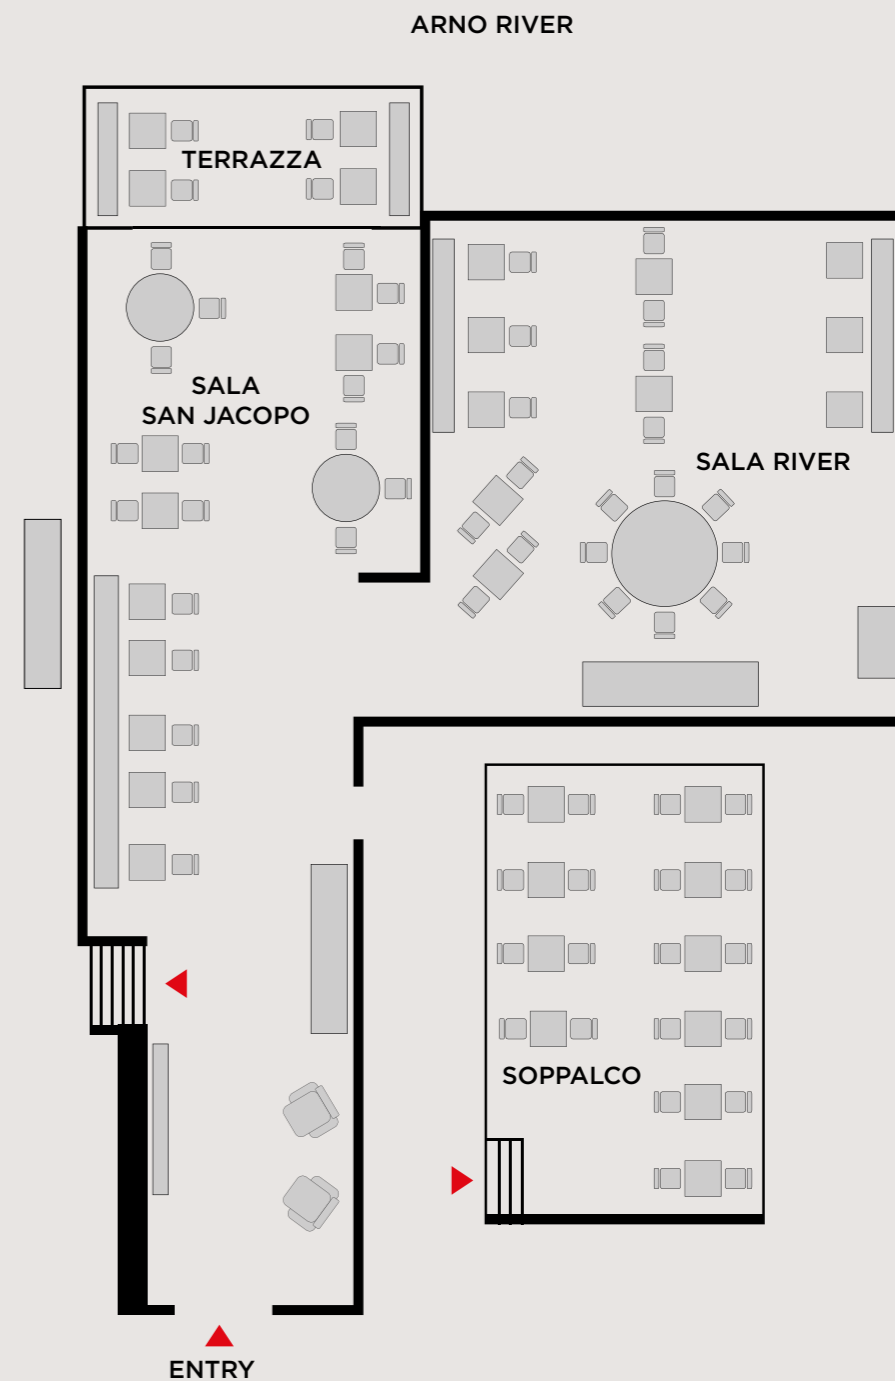 ARNO RIVER
TERRAZZA
SALA
SAN JACOPO
SALA RIVER
SOPPALCO
ENTRY